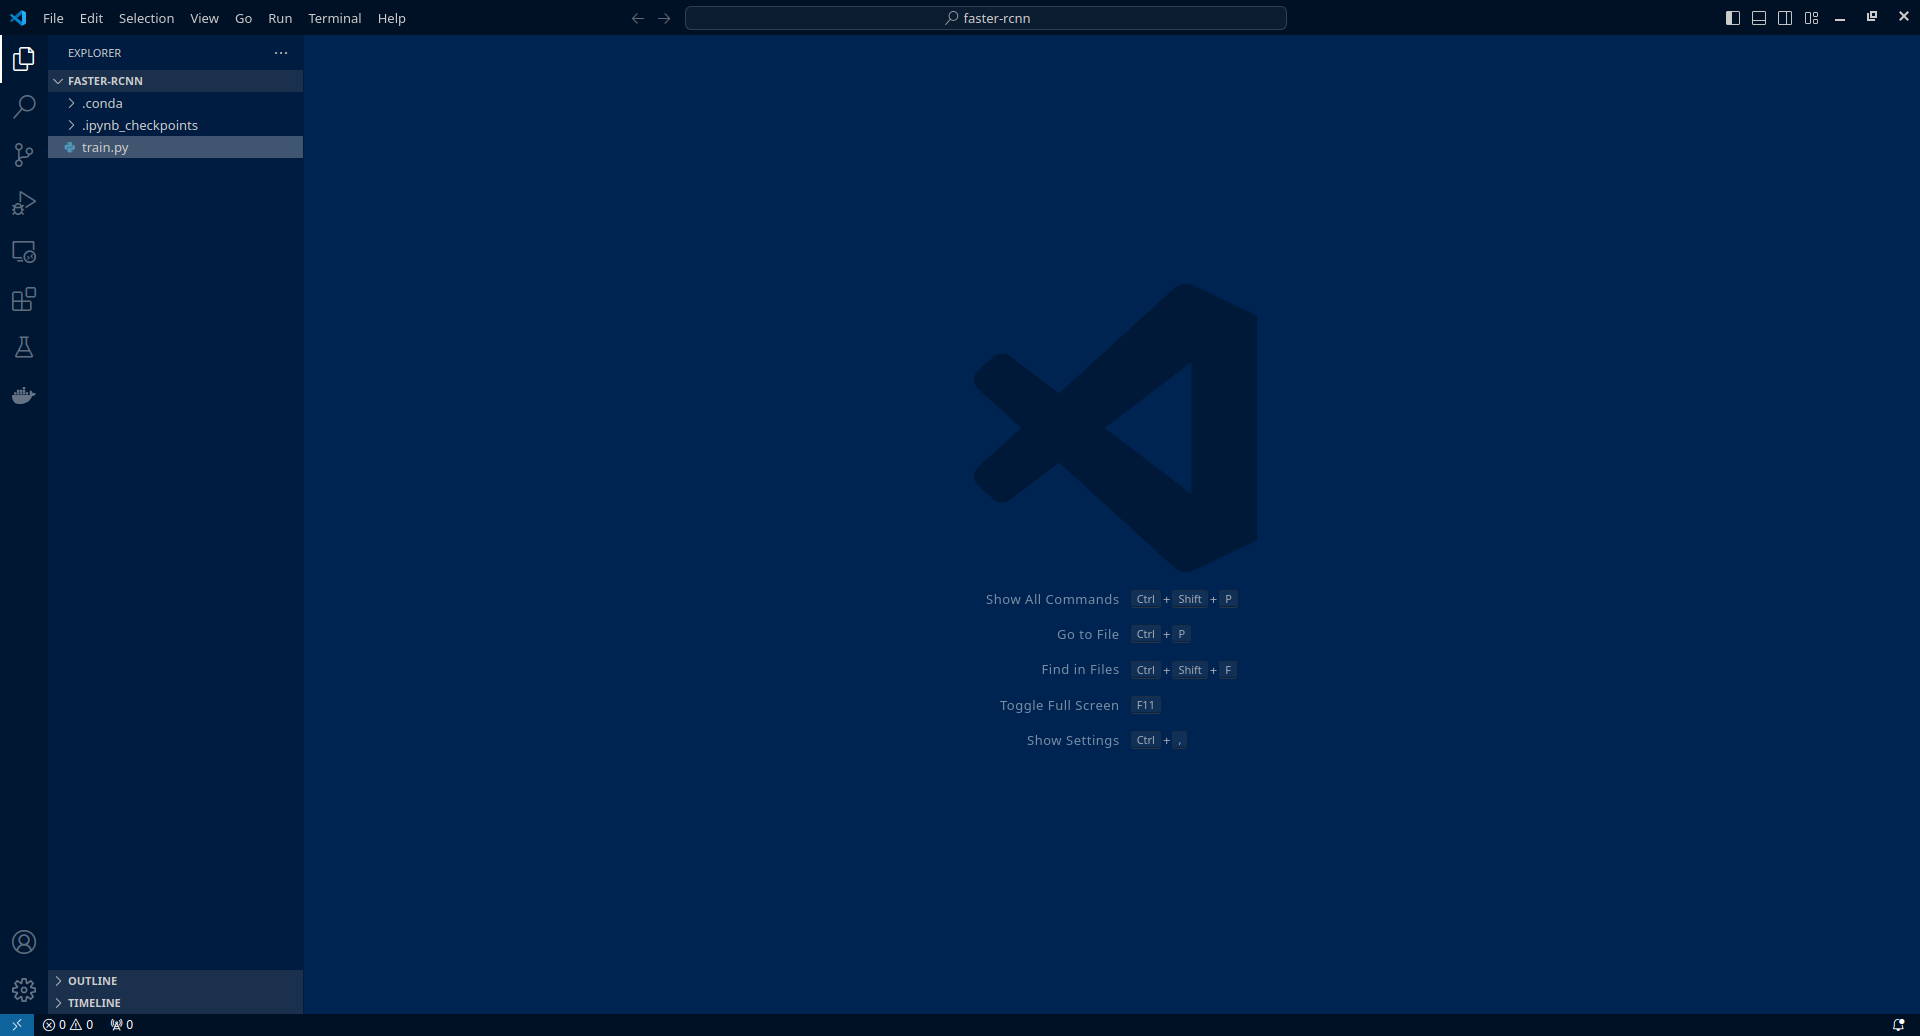 File Edit Selection View Go Run Terminal Help
faster-rcnn
EXPLORER
FASTER-RCNN
.conda
.ipynb_checkpoints
train.py
Show All Commands Ctrl + Shift + P
Go to File Ctrl + P
Find in Files Ctrl + Shift + F
Toggle Full Screen F11
Show Settings Ctrl + ,
OUTLINE
TIMELINE
0 0 0